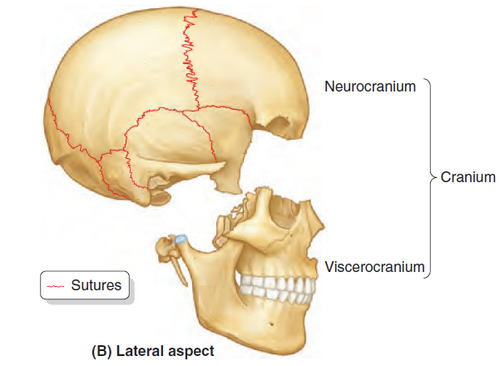 Neurocranium
Cranium
Viscerocranium
Sutures
(B) Lateral aspect